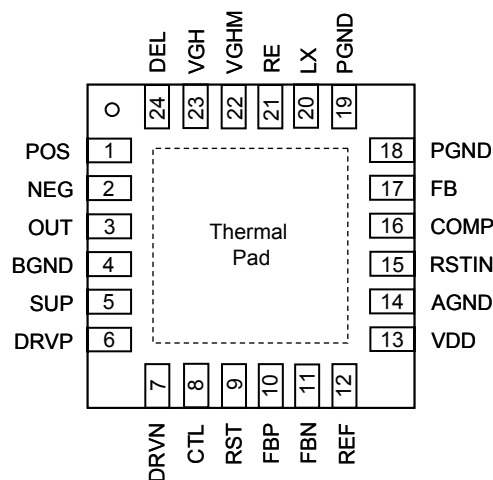 DEL VGH VGHM RE LX PGND
24 23 22 21 20 19
POS 1 18 PGND
NEG 2 17 FB
OUT 3 16 COMP
BGND 4 15 RSTIN
SUP 5 14 AGND
DRVP 6 13 VDD
Thermal
Pad
7 8 9 10 11 12
DRVN CTL RST FBP FBN REF